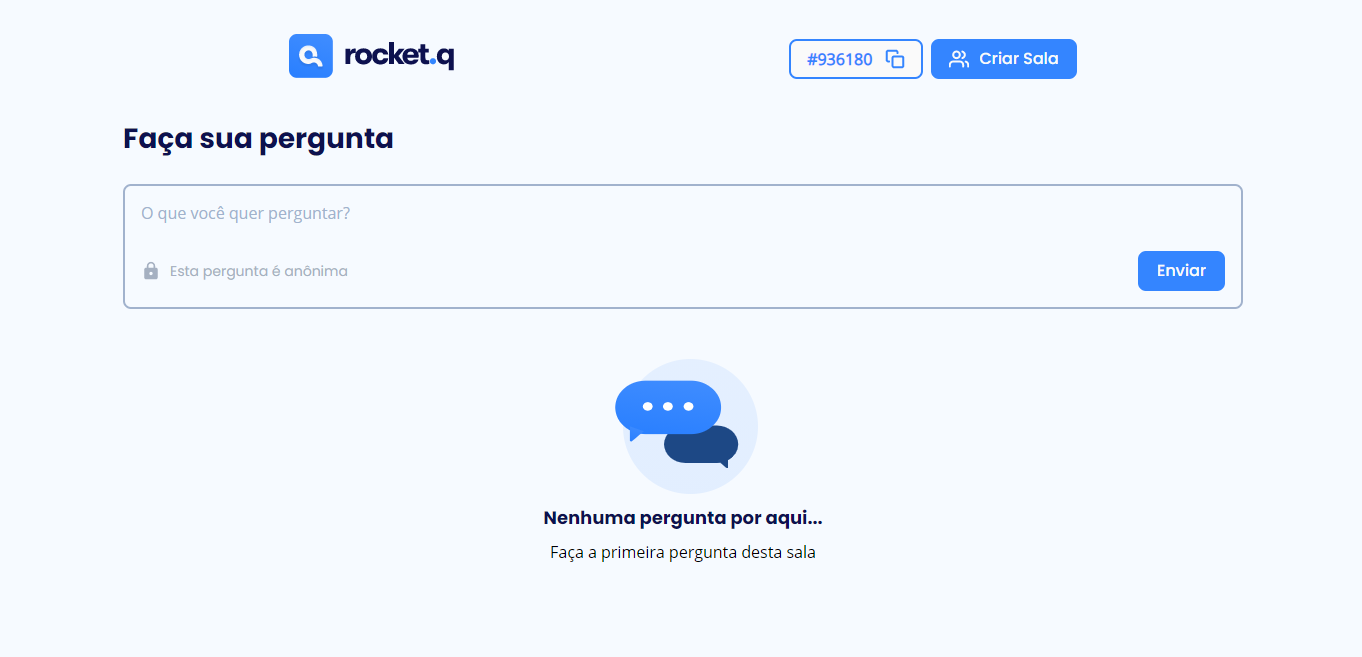 rocket.q
#936180
Criar Sala
Faça sua pergunta
O que você quer perguntar?
Esta pergunta é anônima
Enviar
Nenhuma pergunta por aqui...
Faça a primeira pergunta desta sala